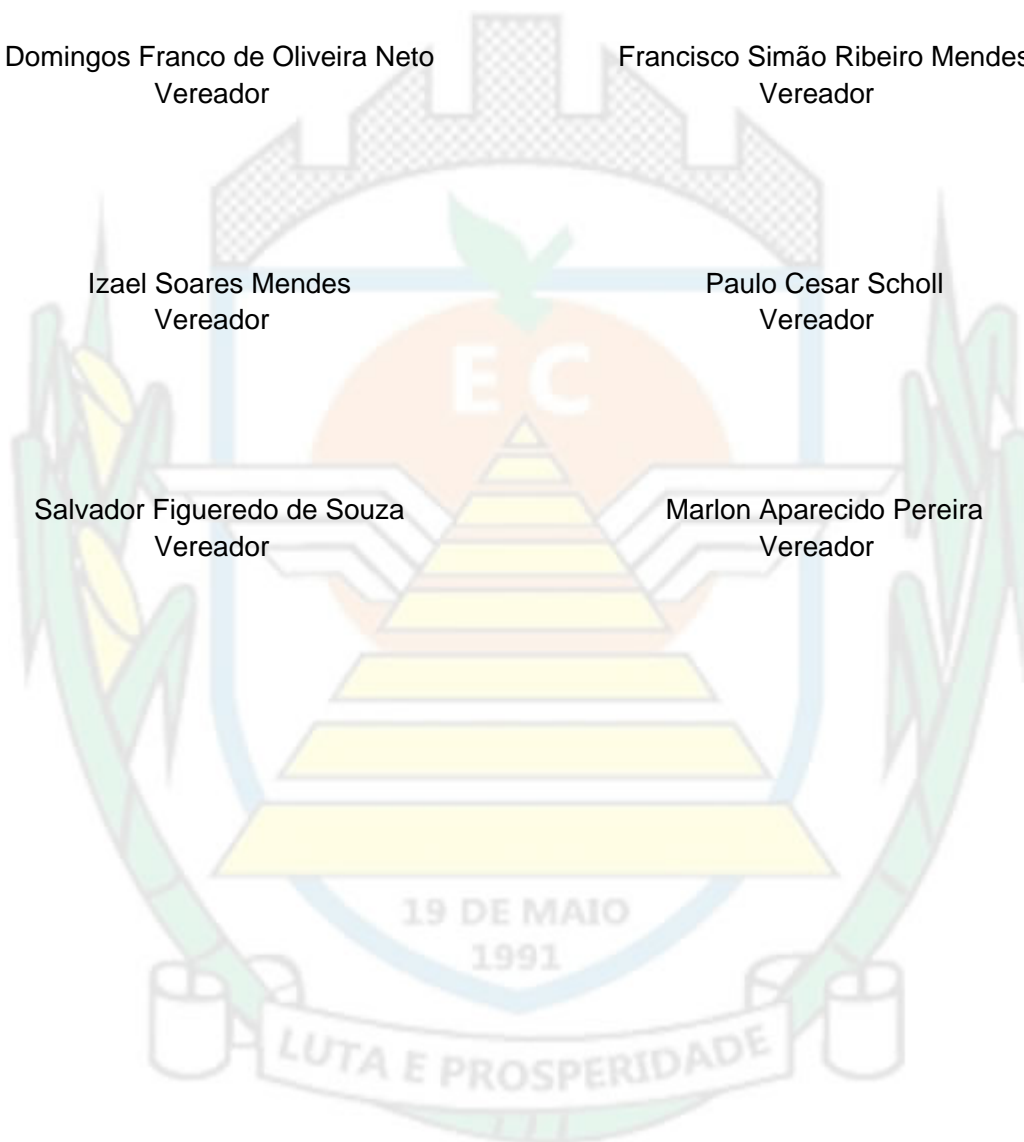 Domingos Franco de Oliveira Neto
Vereador
Francisco Simão Ribeiro Mendes
Vereador
Izael Soares Mendes
Vereador
Paulo Cesar Scholl
Vereador
Salvador Figueredo de Souza
Vereador
Marlon Aparecido Pereira
Vereador
E C
19 DE MAIO
1991
LUTA E PROSPERIDADE